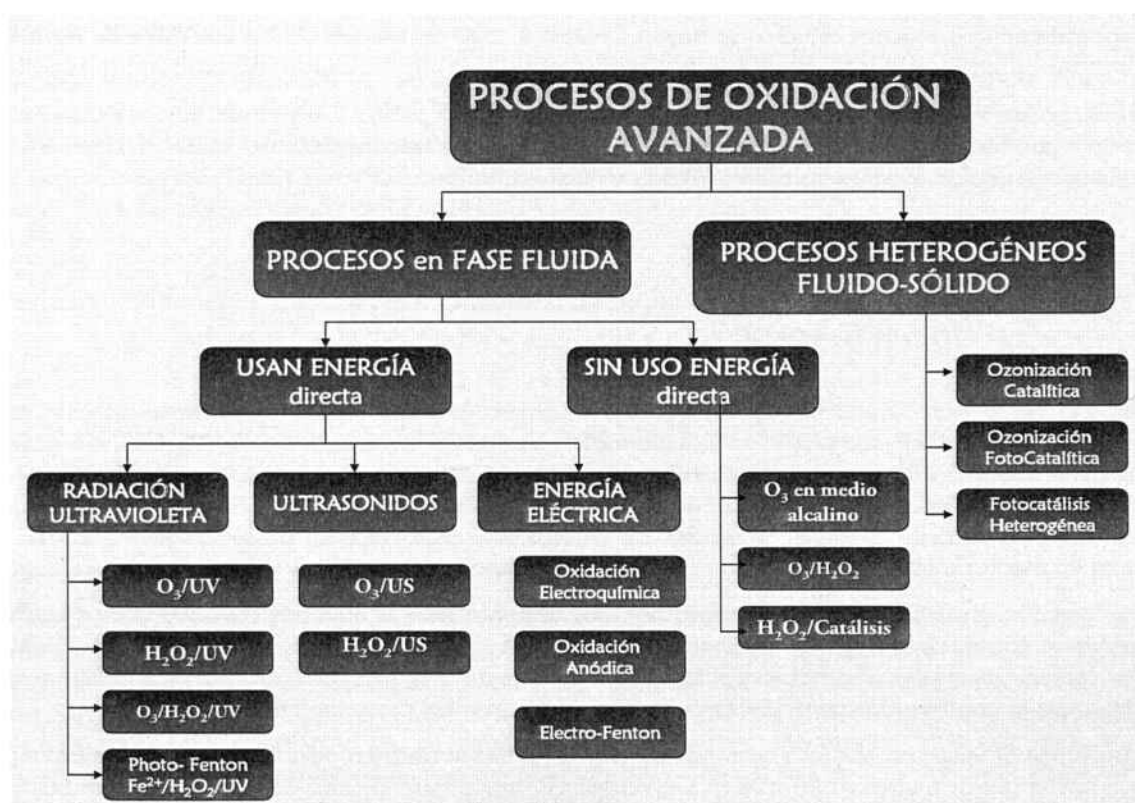 PROCESOS DE OXIDACIÓN
AVANZADA
PROCESOS en FASE FLUIDA
PROCESOS HETEROGÉNEOS
FLUIDO-SÓLIDO
USAN ENERGÍA
directa
SIN USO ENERGÍA
directa
Ozonización
Catalítica
Ozonización
FotoCatalítica
Fotocatálisis
Heterogénea
RADIACIÓN
ULTRAVIOLETA
ULTRASONIDOS
ENERGÍA
ELÉCTRICA
O₃ en medio
alcalino
O₃/H₂O₂
H₂O₂/Catálisis
O₃/UV
H₂O₂/UV
O₃/H₂O₂/UV
Photo- Fenton
Fe²⁺/H₂O₂/UV
O₃/US
H₂O₂/US
Oxidación
Electroquímica
Oxidación
Anódica
Electro-Fenton